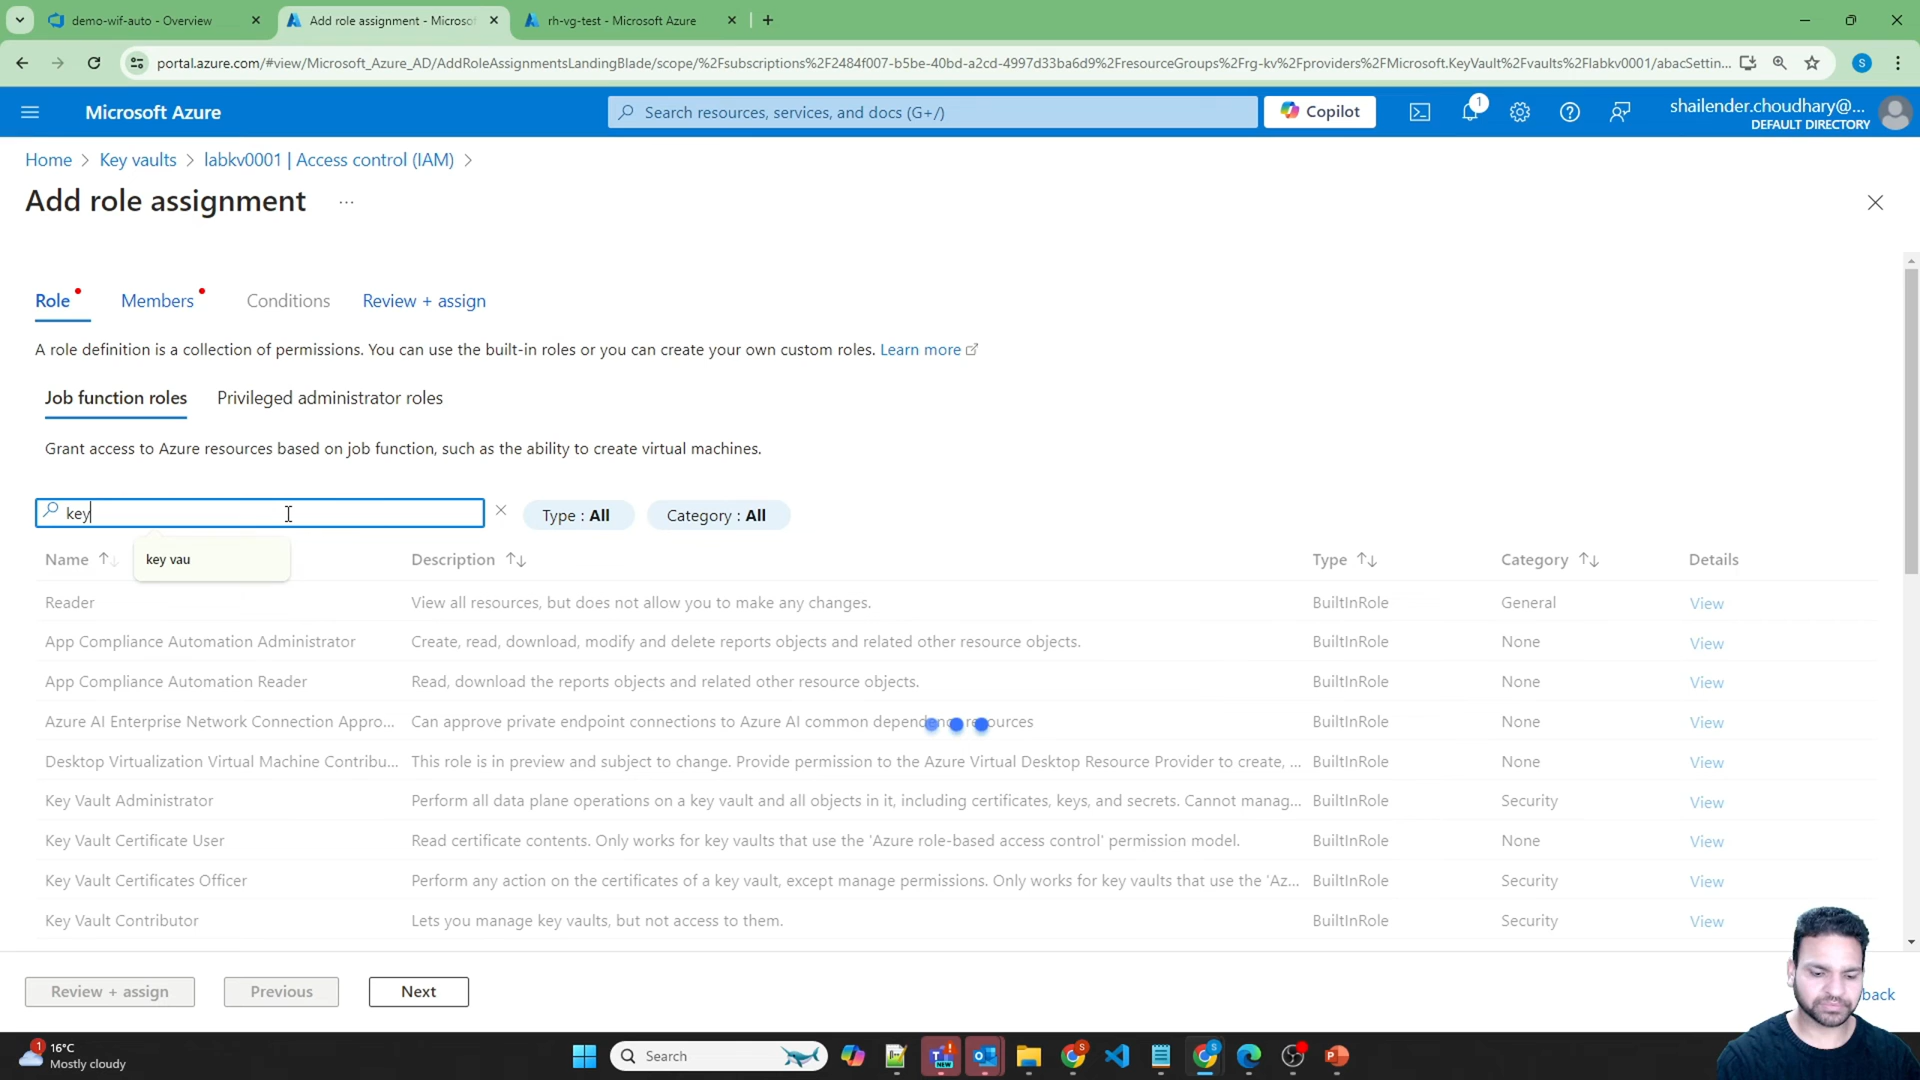 demo-wif-auto - Overview
Add role assignment - Microsof
rh-vg-test - Microsoft Azure
portal.azure.com/#view/Microsoft_Azure_AD/AddRoleAssignmentsLandingBlade/scope/%2Fsubscriptions%2F2484f007-b5be-40bd-a2cd-4997d33ba6d9%2FresourceGroups%2Frg-kv%2Fproviders%2FMicrosoft.KeyVault%2Fvaults%2Flabkv0001/abacSettin...
S
Microsoft Azure
Search resources, services, and docs (G+/)
Copilot
1
shailender.choudhary@...
DEFAULT DIRECTORY
Home > Key vaults > labkv0001 | Access control (IAM) >
Add role assignment ...
Role Members Conditions Review + assign
A role definition is a collection of permissions. You can use the built-in roles or you can create your own custom roles. Learn more
Job function roles Privileged administrator roles
Grant access to Azure resources based on job function, such as the ability to create virtual machines.
key
Type : All
Category : All
key vau
Name Description Type Category Details
Reader View all resources, but does not allow you to make any changes. BuiltInRole General View
App Compliance Automation Administrator Create, read, download, modify and delete reports objects and related other resource objects. BuiltInRole None View
App Compliance Automation Reader Read, download the reports objects and related other resource objects. BuiltInRole None View
Azure AI Enterprise Network Connection Appro... Can approve private endpoint connections to Azure AI common dependence resources BuiltInRole None View
Desktop Virtualization Virtual Machine Contribu... This role is in preview and subject to change. Provide permission to the Azure Virtual Desktop Resource Provider to create, ... BuiltInRole None View
Key Vault Administrator Perform all data plane operations on a key vault and all objects in it, including certificates, keys, and secrets. Cannot manag... BuiltInRole Security View
Key Vault Certificate User Read certificate contents. Only works for key vaults that use the 'Azure role-based access control' permission model. BuiltInRole None View
Key Vault Certificates Officer Perform any action on the certificates of a key vault, except manage permissions. Only works for key vaults that use the 'Az... BuiltInRole Security View
Key Vault Contributor Lets you manage key vaults, but not access to them. BuiltInRole Security View
Review + assign Previous Next
back
1
16°C
Mostly cloudy
Search
NEW